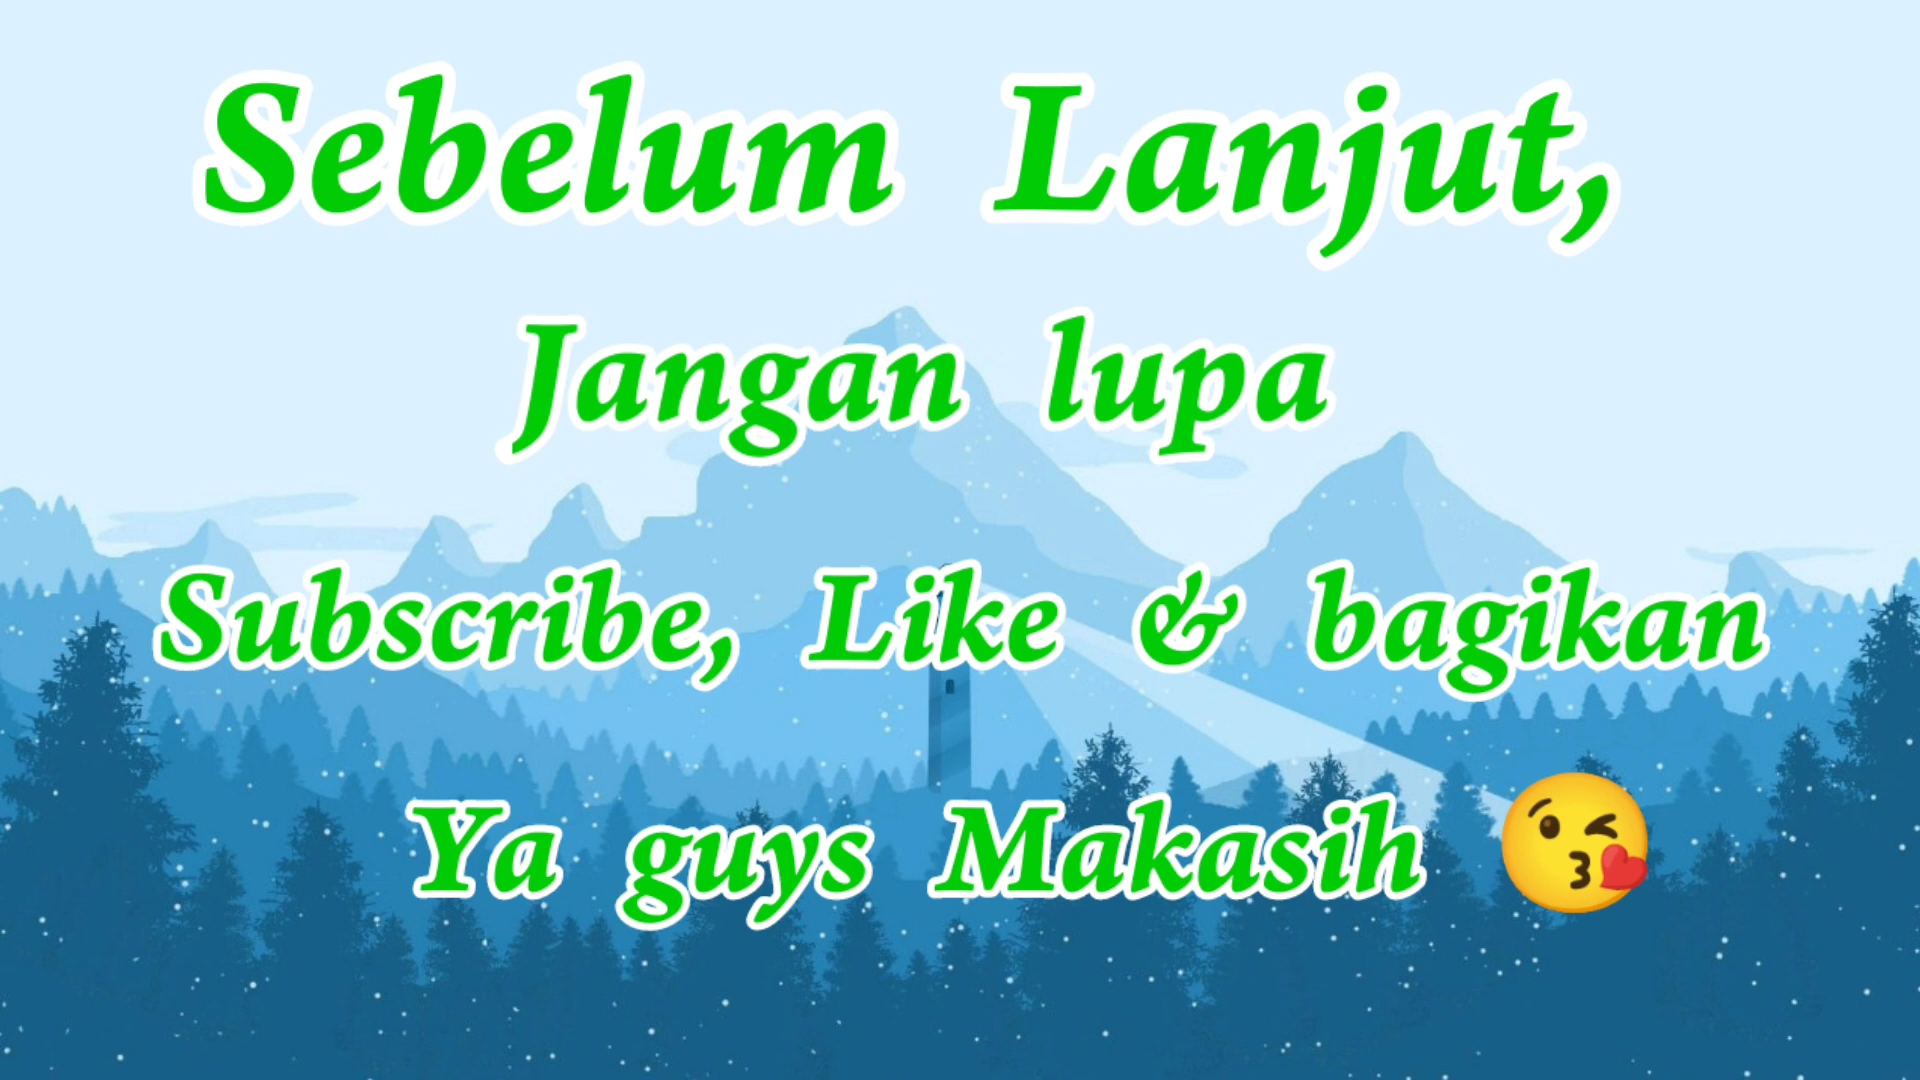 Sebelum Lanjut,
Jangan lupa
Subscribe, Like & bagikan
Ya guys Makasih 😘